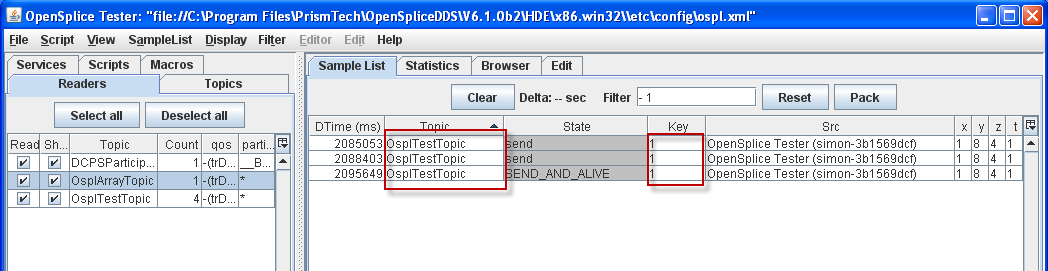 OpenSplice Tester: "file://C:\Program Files\PrismTech\OpenSpliceDDS\V6.1.0b2\HDE\x86.win32\\etc\config\ospl.xml"
File Script View SampleList Display Filter Editor Edit Help
Services Scripts Macros
Readers Topics
Select all Deselect all
Read Sh... Topic Count qos parti...
DCPSParticip... 1 -(trD... __B...
OsplArrayTopic 1 -(trD... *
OsplTestTopic 4 -(trD... *
Sample List Statistics Browser Edit
Clear Delta: -- sec Filter - 1 Reset Pack
DTime (ms) Topic State Key Src x y z t
2085053 OsplTestTopic send 1 OpenSplice Tester (simon-3b1569dcf) 1 8 4 1
2088403 OsplTestTopic send 1 OpenSplice Tester (simon-3b1569dcf) 1 8 4 1
2095649 OsplTestTopic SEND_AND_ALIVE 1 OpenSplice Tester (simon-3b1569dcf) 1 8 4 1